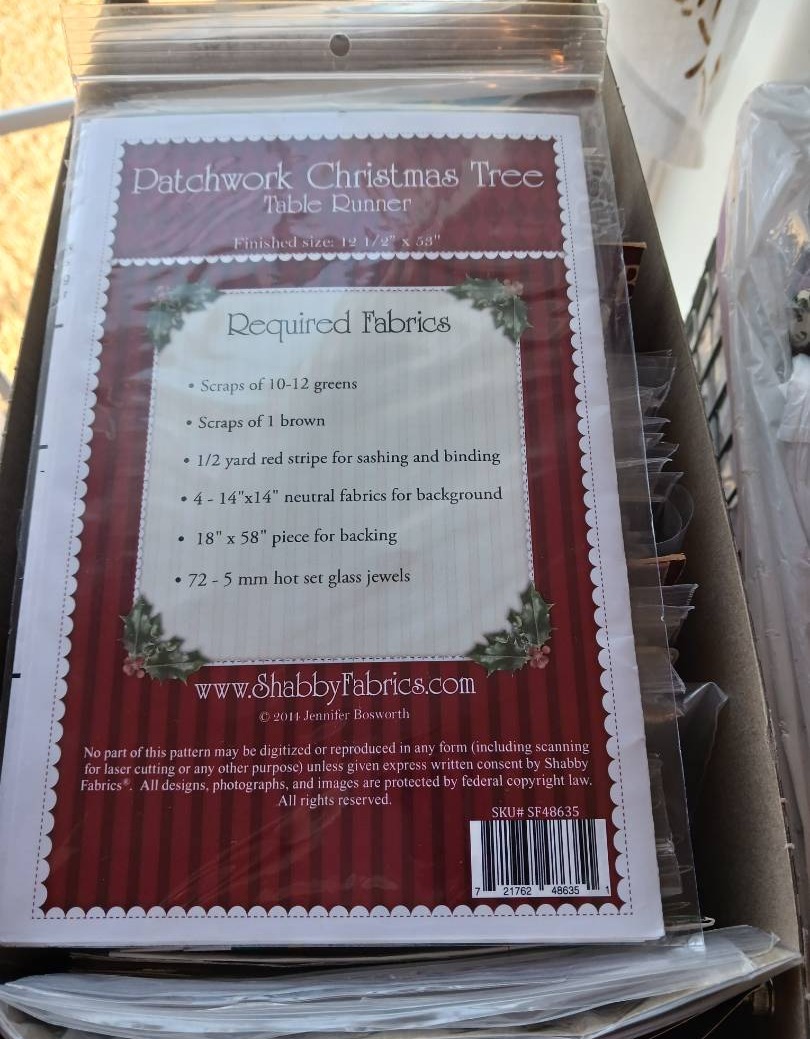 Patchwork Christmas Tree
Table Runner
Finished size: 12 1/2" x 53"
Required Fabrics
• Scraps of 10-12 greens
• Scraps of 1 brown
• 1/2 yard red stripe for sashing and binding
• 4 - 14"x14" neutral fabrics for background
• 18" x 58" piece for backing
• 72 - 5 mm hot set glass jewels
www.ShabbyFabrics.com
© 2011 Jennifer Bosworth
No part of this pattern may be digitized or reproduced in any form (including scanning
for laser cutting or any other purpose) unless given express written consent by Shabby
Fabrics®. All designs, photographs, and images are protected by federal copyright law.
All rights reserved.
SKU# SF48635
7 21762 48635 1